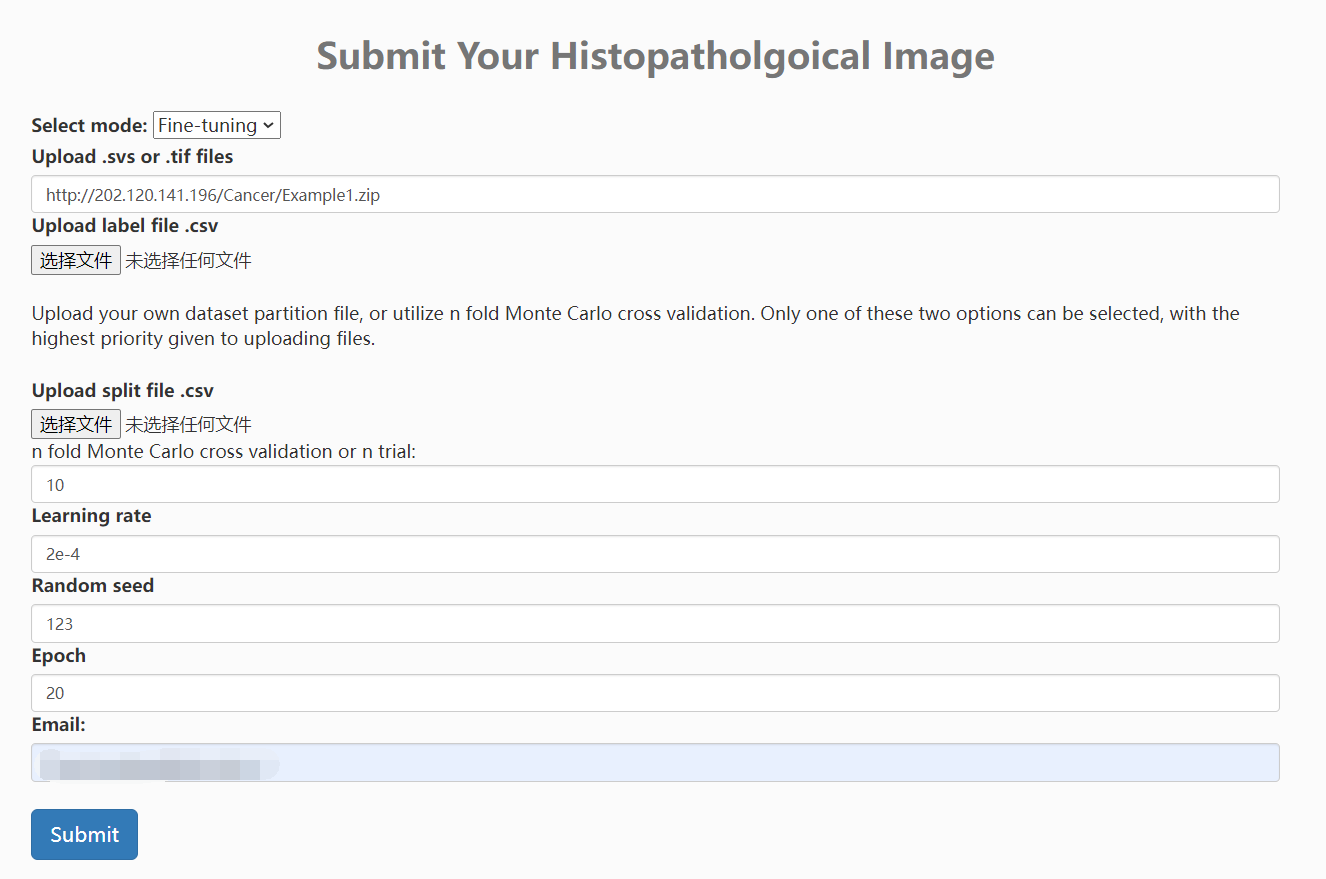 Submit Your Histopatholgoical Image
Select mode: Fine-tuning
Upload .svs or .tif files
http://202.120.141.196/Cancer/Example1.zip
Upload label file .csv
选择文件 未选择任何文件
Upload your own dataset partition file, or utilize n fold Monte Carlo cross validation. Only one of these two options can be selected, with the
highest priority given to uploading files.
Upload split file .csv
选择文件 未选择任何文件
n fold Monte Carlo cross validation or n trial:
10
Learning rate
2e-4
Random seed
123
Epoch
20
Email:
Submit